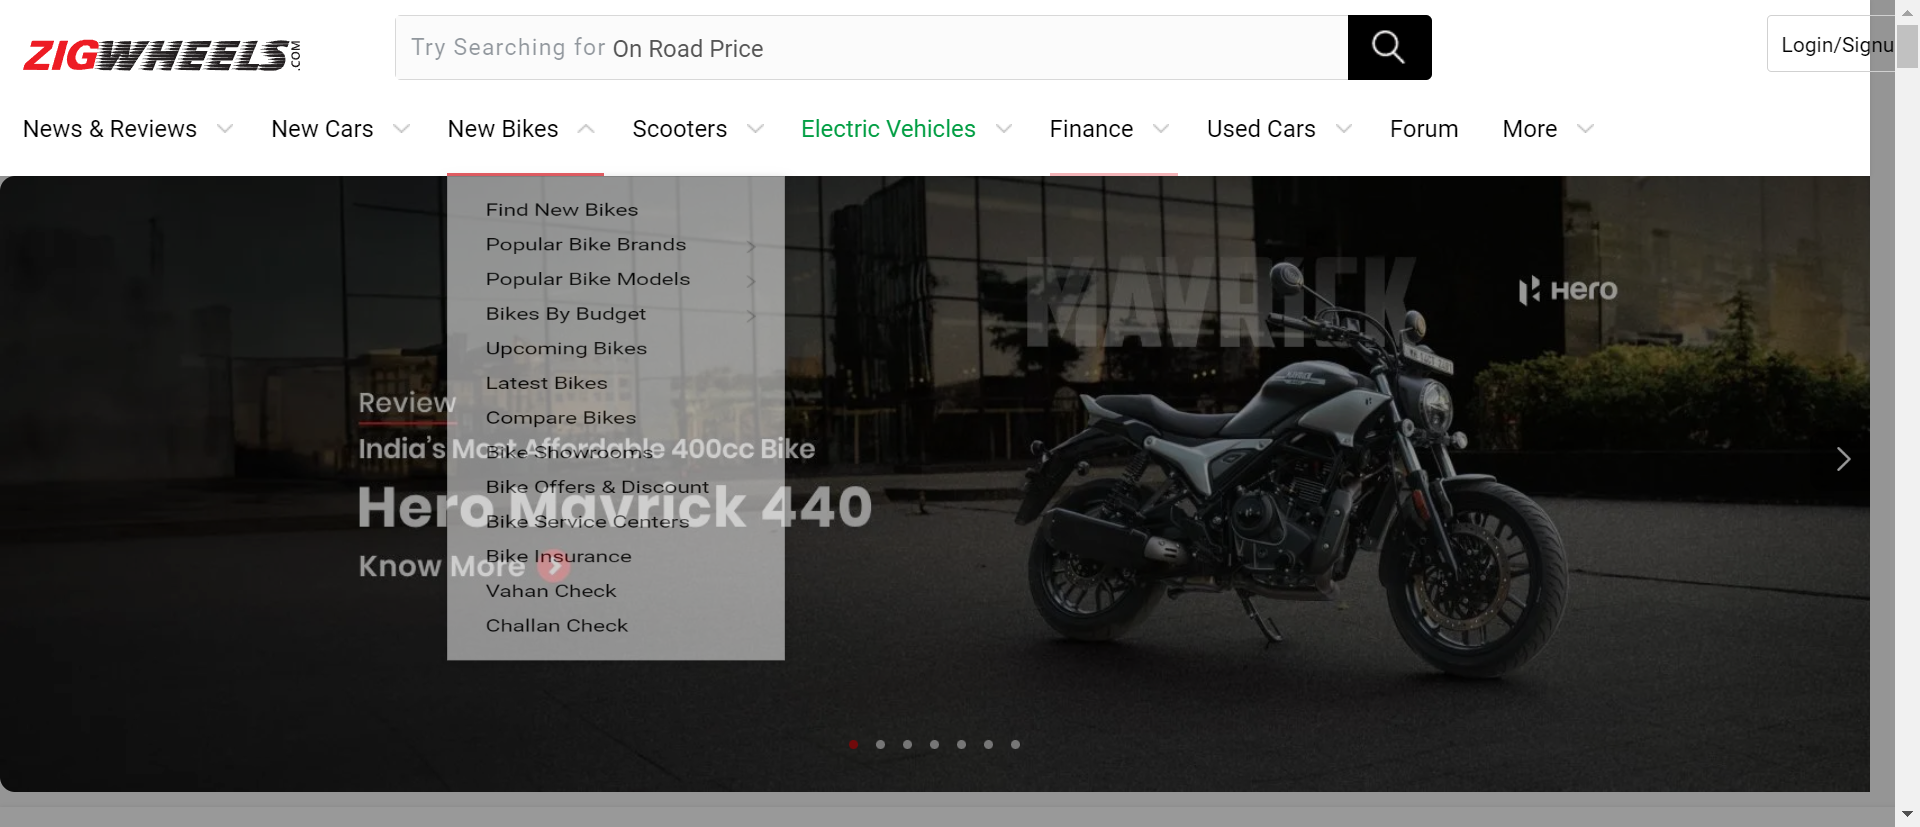 ZIGWHEELS.COM
Try Searching for On Road Price
Login/Signu
News & Reviews New Cars New Bikes Scooters Electric Vehicles Finance Used Cars Forum More
Find New Bikes
Popular Bike Brands
Popular Bike Models
Bikes By Budget
Upcoming Bikes
Latest Bikes
Compare Bikes
Bike Showrooms
Bike Offers & Discount
Bike Service Centers
Bike Insurance
Vahan Check
Challan Check
Review
India's Most Affordable 400cc Bike
Hero Mavrick 440
Know More
MAVRICK
Hero